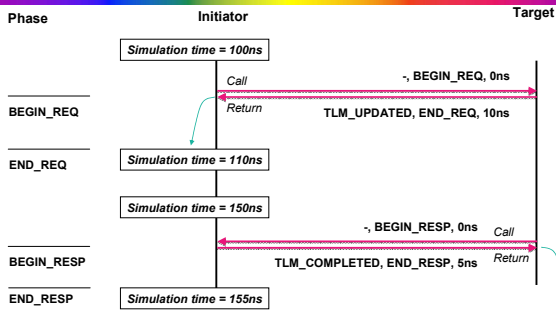 Phase Initiator Target
Simulation time = 100ns
Call -, BEGIN_REQ, 0ns
BEGIN_REQ Return TLM_UPDATED, END_REQ, 10ns
END_REQ Simulation time = 110ns
Simulation time = 150ns
-, BEGIN_RESP, 0ns Call
BEGIN_RESP TLM_COMPLETED, END_RESP, 5ns Return
END_RESP Simulation time = 155ns